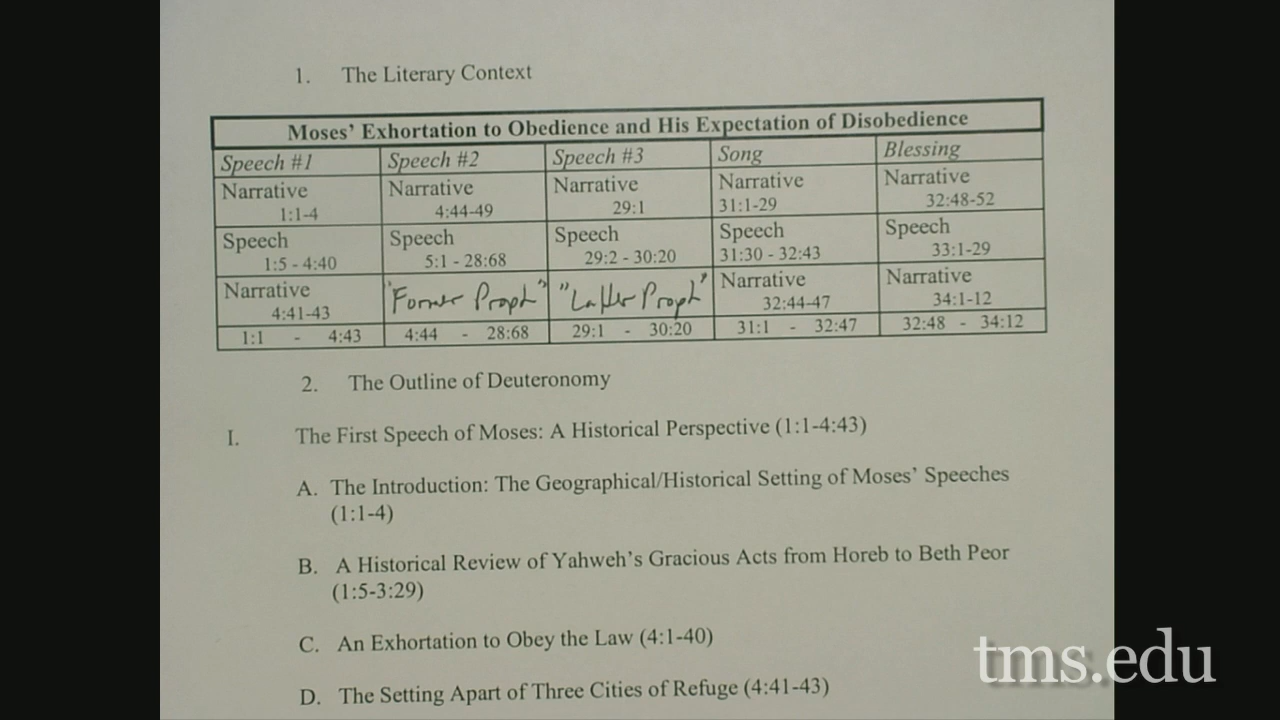 1. The Literary Context
Moses' Exhortation to Obedience and His Expectation of Disobedience
Speech #1 Speech #2 Speech #3 Song Blessing
Narrative Narrative Narrative Narrative Narrative
1:1-4 4:44-49 29:1 31:1-29 32:48-52
Speech Speech Speech Speech Speech
1:5 - 4:40 5:1 - 28:68 29:2 - 30:20 31:30 - 32:43 33:1-29
Narrative "Former Proph" "Latter Proph" Narrative Narrative
4:41-43 32:44-47 34:1-12
1:1 - 4:43 4:44 - 28:68 29:1 - 30:20 31:1 - 32:47 32:48 - 34:12
2. The Outline of Deuteronomy
I. The First Speech of Moses: A Historical Perspective (1:1-4:43)
A. The Introduction: The Geographical/Historical Setting of Moses' Speeches
(1:1-4)
B. A Historical Review of Yahweh's Gracious Acts from Horeb to Beth Peor
(1:5-3:29)
C. An Exhortation to Obey the Law (4:1-40)
D. The Setting Apart of Three Cities of Refuge (4:41-43)
tms.edu